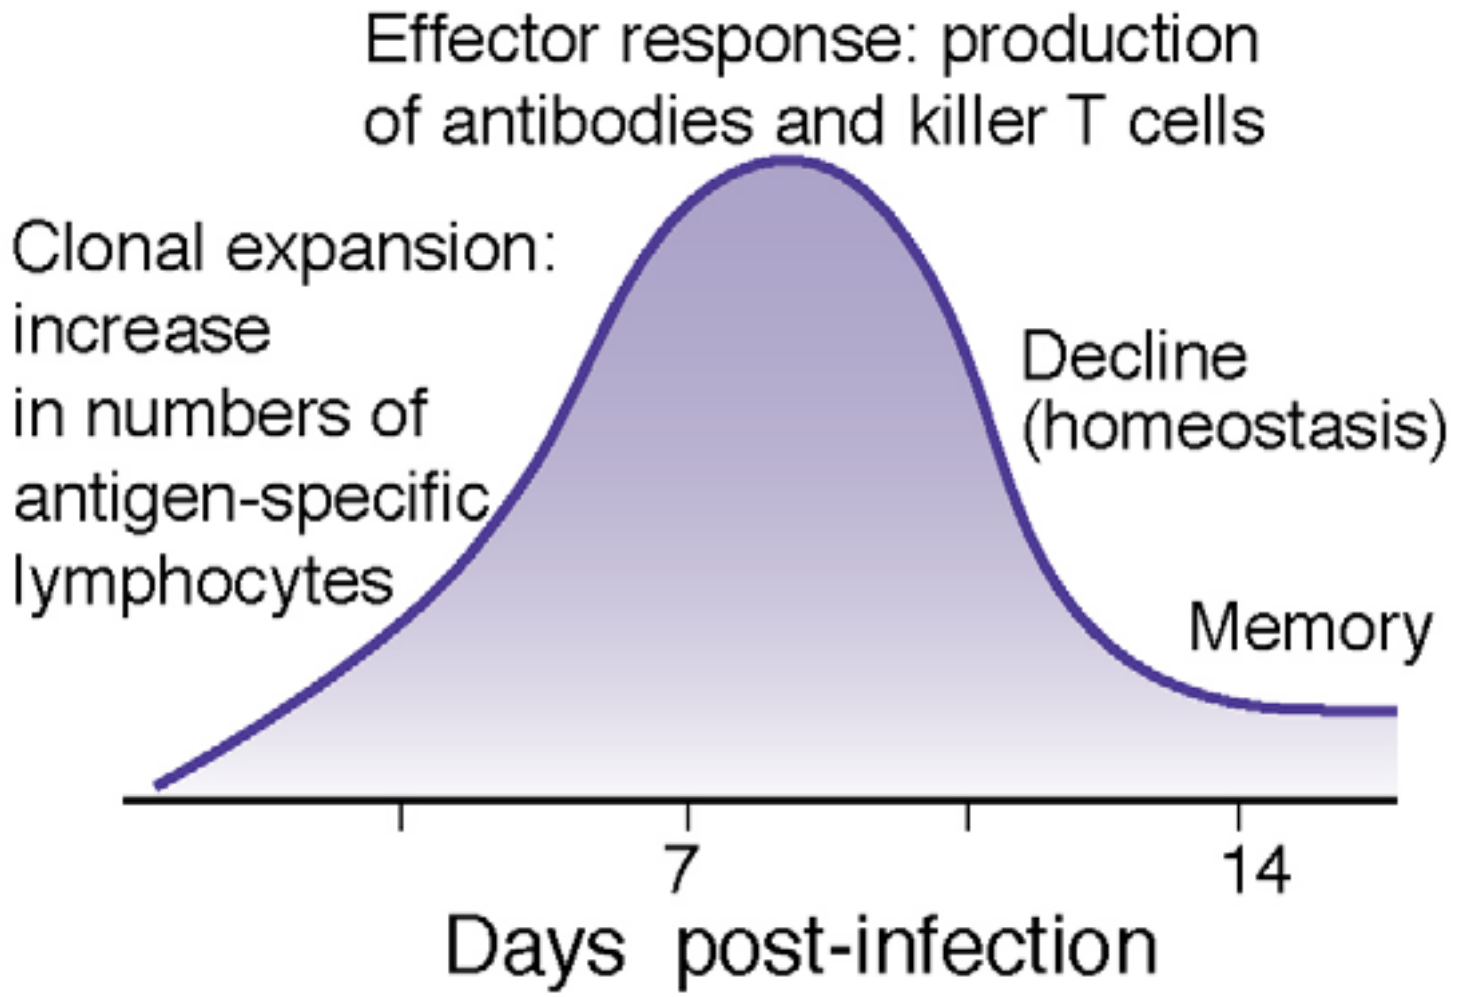 Effector response: production
of antibodies and killer T cells
Clonal expansion:
increase
in numbers of
antigen-specific
lymphocytes
Decline
(homeostasis)
Memory
7
14
Days post-infection